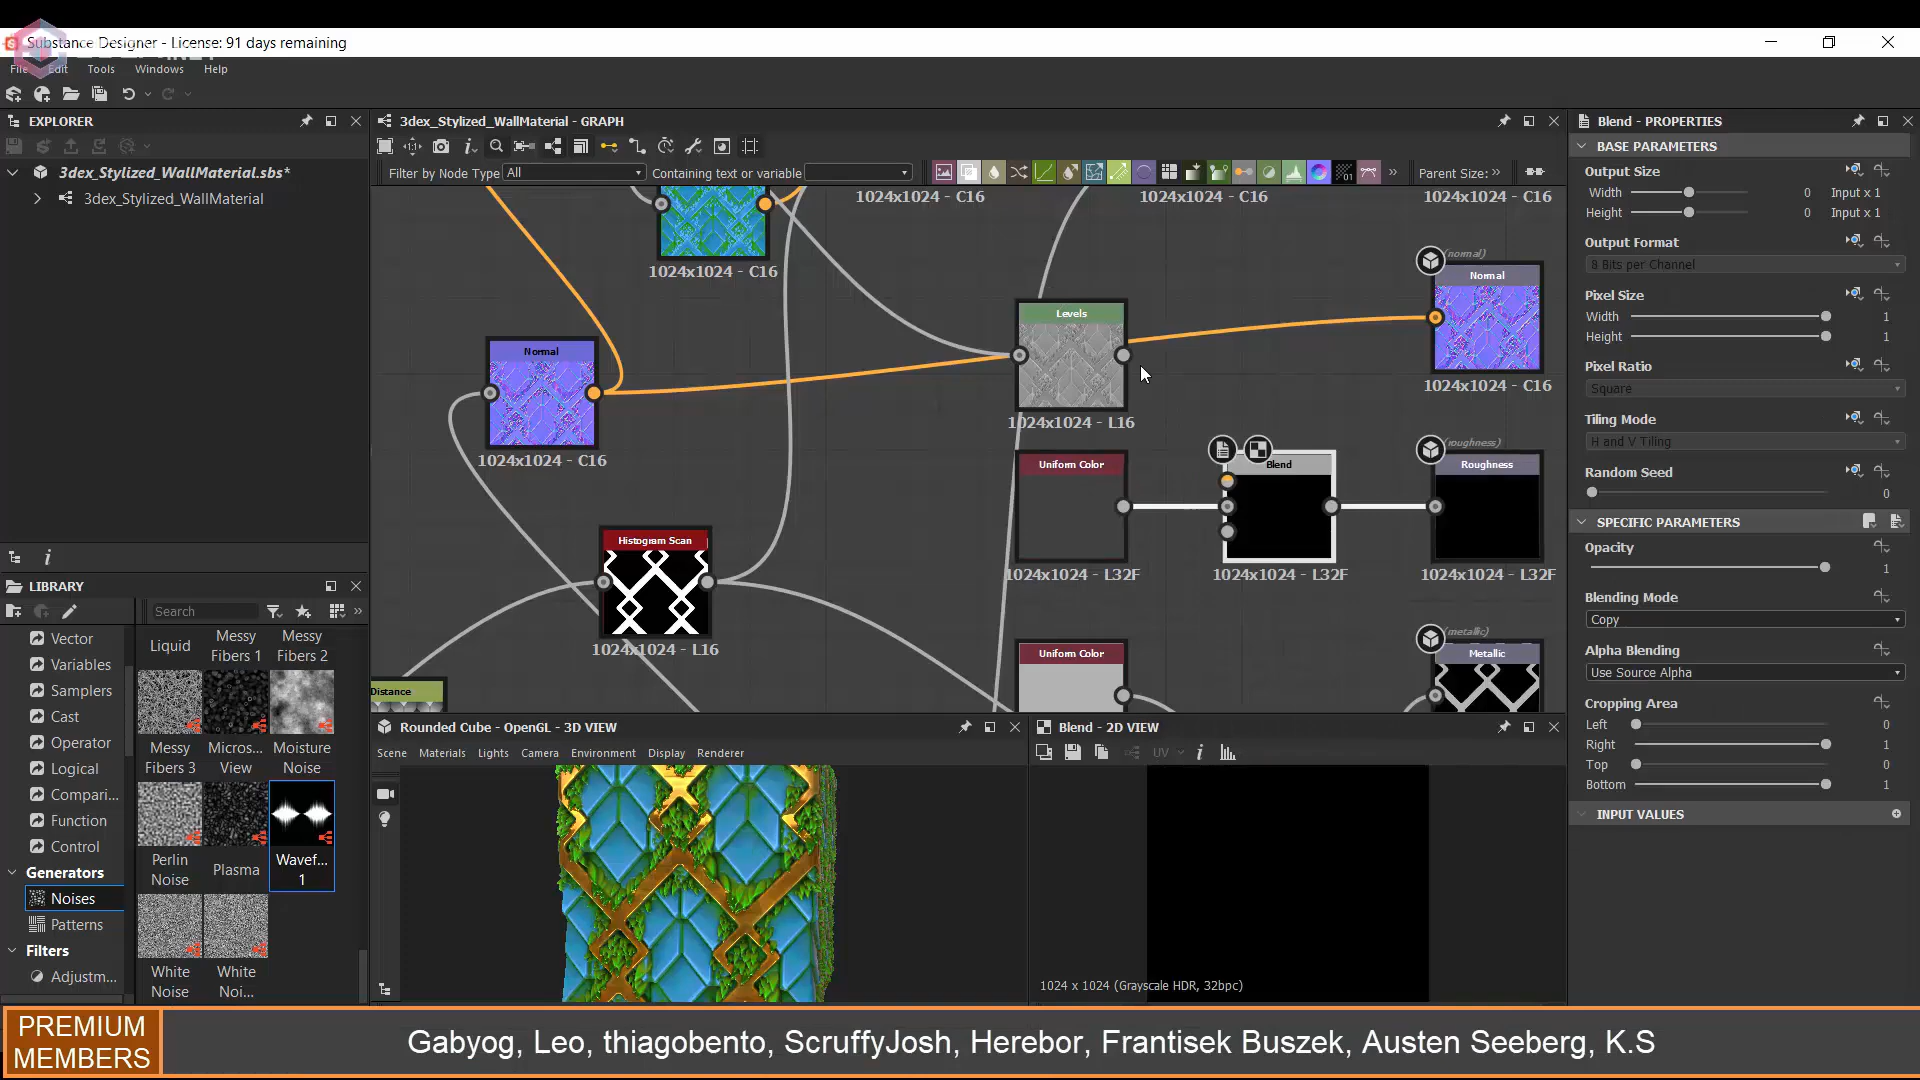 Substance Designer - License: 91 days remaining
File Edit Tools Windows Help
EXPLORER
3dex_Stylized_WallMaterial.sbs*
3dex_Stylized_WallMaterial
LIBRARY
Search
Vector
Variables
Samplers
Cast
Operator
Logical
Compari...
Function
Control
Generators
Noises
Patterns
Filters
Adjustm...
Liquid
Messy Fibers 1
Messy Fibers 2
Messy Fibers 3
Micros... View
Moisture Noise
Perlin Noise
Plasma
Wavef... 1
White Noise
White Noi...
3dex_Stylized_WallMaterial - GRAPH
Filter by Node Type All Containing text or variable Parent Size:
1024x1024 - C16
1024x1024 - C16
1024x1024 - C16
1024x1024 - C16
(normal)
Normal
1024x1024 - C16
Levels
1024x1024 - L16
Normal
1024x1024 - C16
Uniform Color
1024x1024 - L32F
Blend
1024x1024 - L32F
(roughness)
Roughness
1024x1024 - L32F
Histogram Scan
1024x1024 - L16
Distance
Uniform Color
(metallic)
Metallic
Rounded Cube - OpenGL - 3D VIEW
Scene Materials Lights Camera Environment Display Renderer
Blend - 2D VIEW
UV
1024 x 1024 (Grayscale HDR, 32bpc)
Blend - PROPERTIES
BASE PARAMETERS
Output Size
Width 0 Input x 1
Height 0 Input x 1
Output Format
8 Bits per Channel
Pixel Size
Width 1
Height 1
Pixel Ratio
Square
Tiling Mode
H and V Tiling
Random Seed
0
SPECIFIC PARAMETERS
Opacity
1
Blending Mode
Copy
Alpha Blending
Use Source Alpha
Cropping Area
Left 0
Right 1
Top 0
Bottom 1
INPUT VALUES
PREMIUM
MEMBERS
Gabyog, Leo, thiagobento, ScruffyJosh, Herebor, Frantisek Buszek, Austen Seeberg, K.S